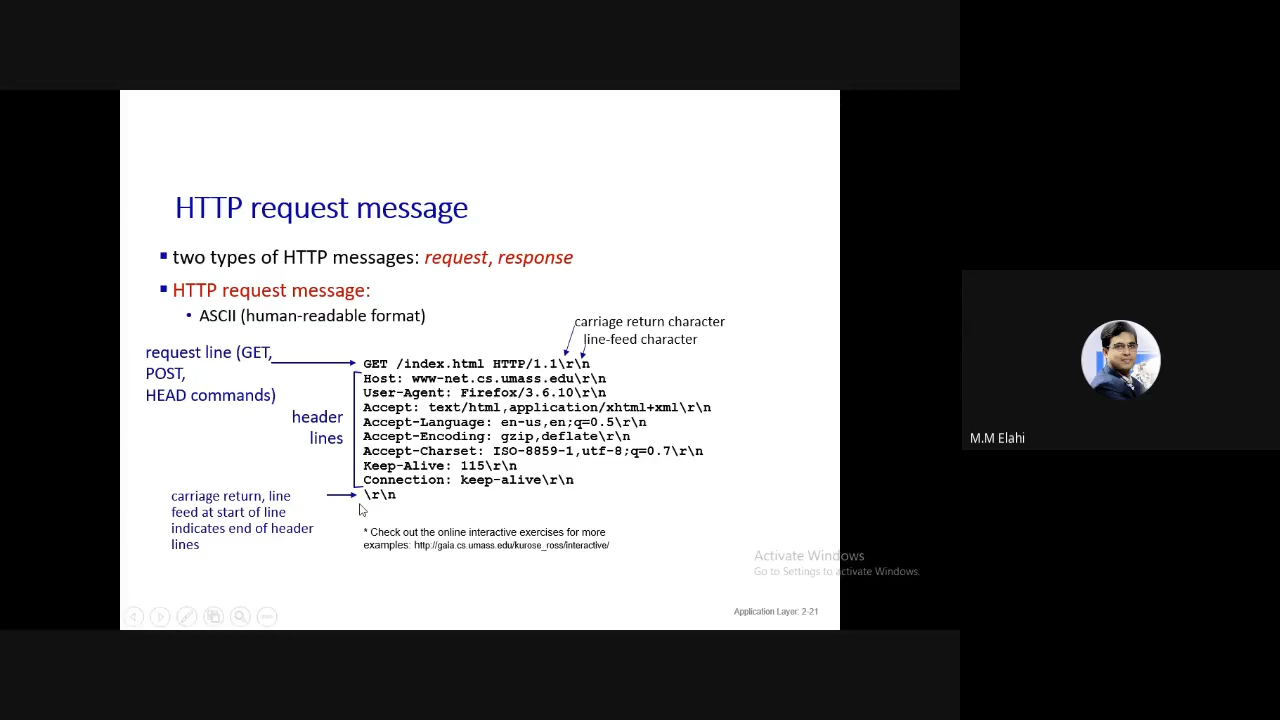 HTTP request message
▪ two types of HTTP messages: request, response
▪ HTTP request message:
• ASCII (human-readable format)
carriage return character
line-feed character
request line (GET,
POST,
HEAD commands)
header
lines
carriage return, line
feed at start of line
indicates end of header
lines
GET /index.html HTTP/1.1\r\n
Host: www-net.cs.umass.edu\r\n
User-Agent: Firefox/3.6.10\r\n
Accept: text/html,application/xhtml+xml\r\n
Accept-Language: en-us,en;q=0.5\r\n
Accept-Encoding: gzip,deflate\r\n
Accept-Charset: ISO-8859-1,utf-8;q=0.7\r\n
Keep-Alive: 115\r\n
Connection: keep-alive\r\n
\r\n
* Check out the online interactive exercises for more
examples: http://gaia.cs.umass.edu/kurose_ross/interactive/
Activate Windows
Go to Settings to activate Windows.
Application Layer: 2-21
M.M Elahi